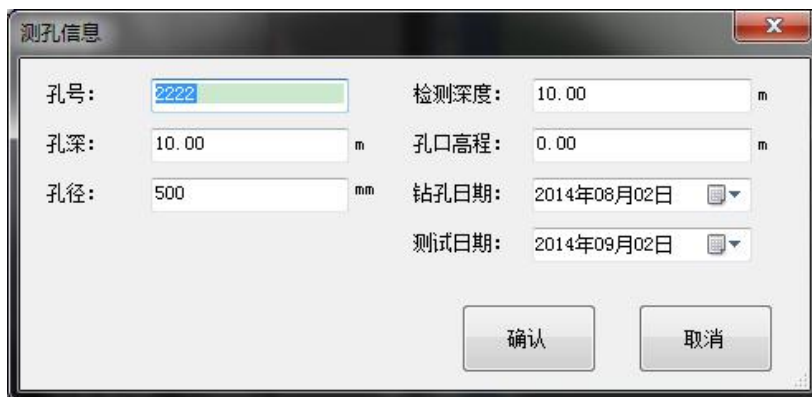 测孔信息
孔号: 2222 检测深度: 10.00 m
孔深: 10.00 m 孔口高程: 0.00 m
孔径: 500 mm 钻孔日期: 2014年08月02日
测试日期: 2014年09月02日
确认 取消